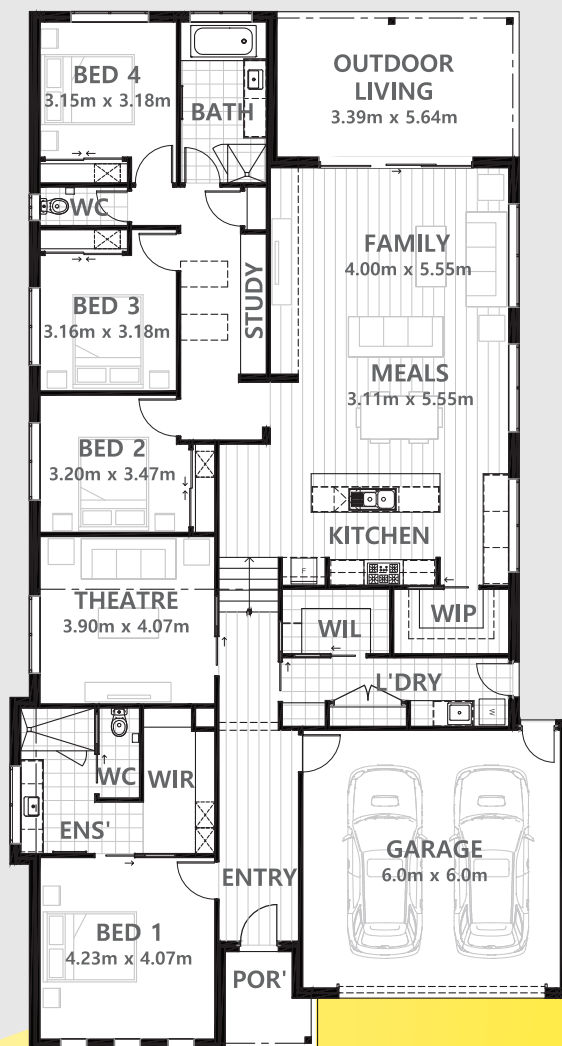 BED 4
3.15m x 3.18m
BATH
OUTDOOR
LIVING
3.39m x 5.64m
WC
FAMILY
4.00m x 5.55m
STUDY
BED 3
3.16m x 3.18m
MEALS
3.11m x 5.55m
BED 2
3.20m x 3.47m
KITCHEN
F
THEATRE
3.90m x 4.07m
WIL
WIP
L'DRY
W
WC
WIR
ENS'
GARAGE
6.0m x 6.0m
ENTRY
BED 1
4.23m x 4.07m
POR'